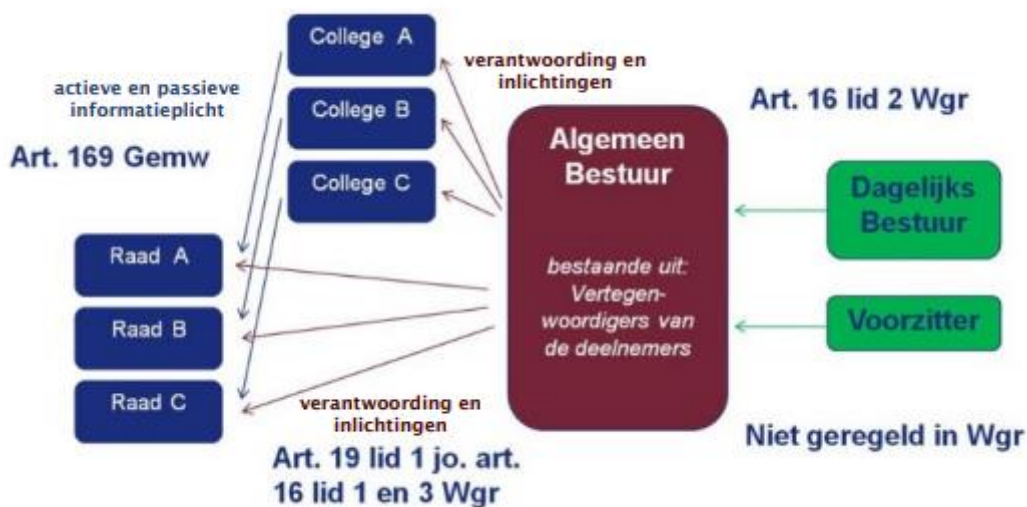 College A
College B
College C
verantwoording en
inlichtingen
actieve en passieve
informatieplicht
Art. 169 Gemw
Art. 16 lid 2 Wgr
Algemeen
Bestuur
bestaande uit:
Vertegen-
woordigers van
de deelnemers
Dagelijks
Bestuur
Voorzitter
Raad A
Raad B
Raad C
verantwoording en
inlichtingen
Art. 19 lid 1 jo. art.
16 lid 1 en 3 Wgr
Niet geregeld in Wgr